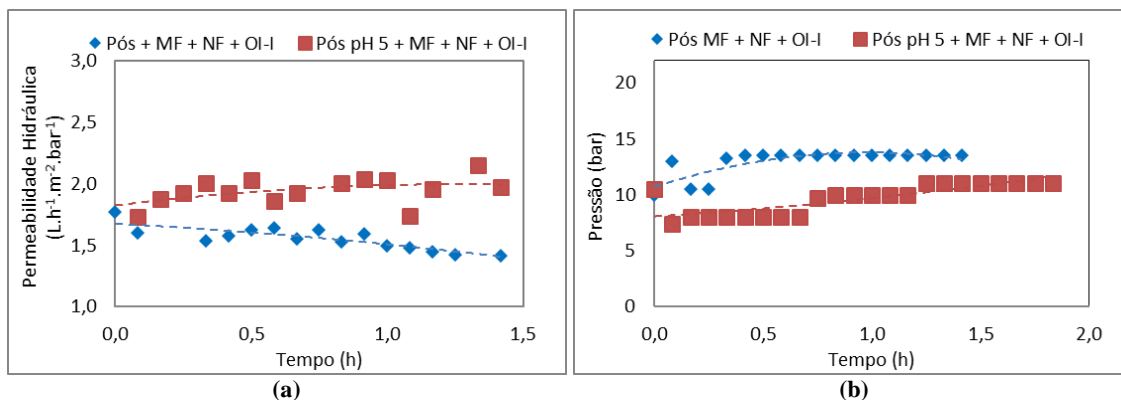 Pós + MF + NF + OI-I
Pós pH 5 + MF + NF + OI-I
Permeabilidade Hidráulica
(L.h⁻¹.m⁻².bar⁻¹)
3,0
2,5
2,0
1,5
1,0
0,0
0,5
1,0
1,5
Tempo (h)
(a)
Pós MF + NF + OI-I
Pós pH 5 + MF + NF + OI-I
Pressão (bar)
20
15
10
5
0
0,0
0,5
1,0
1,5
2,0
Tempo (h)
(b)